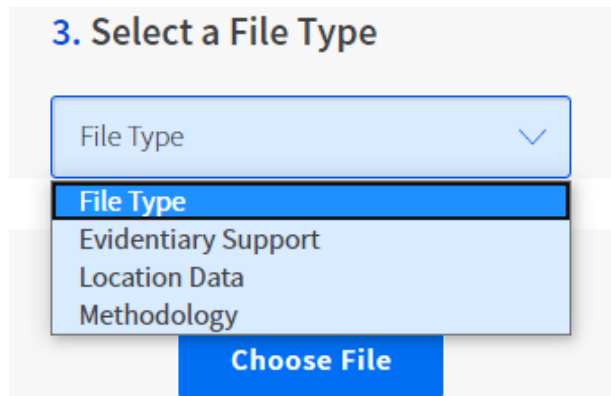 3. Select a File Type
File Type
File Type
Evidentiary Support
Location Data
Methodology
Choose File